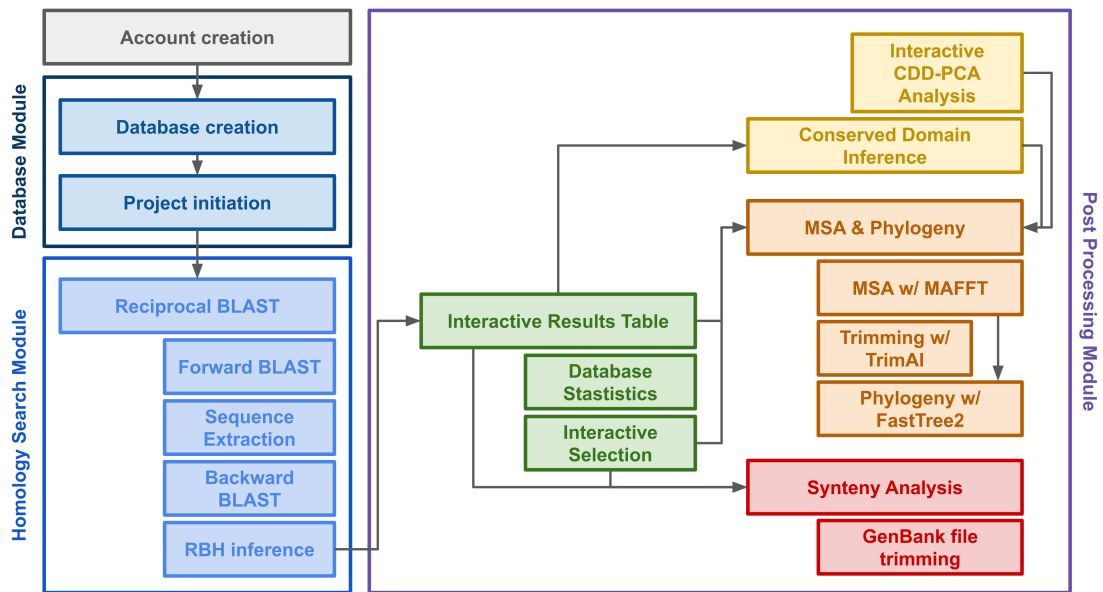 Account creation
Database Module
Database creation
Project initiation
Homology Search Module
Reciprocal BLAST
Forward BLAST
Sequence
Extraction
Backward
BLAST
RBH inference
Interactive
CDD-PCA
Analysis
Conserved Domain
Inference
MSA & Phylogeny
MSA w/ MAFFT
Trimming w/
TrimAI
Phylogeny w/
FastTree2
Interactive Results Table
Database
Stastistics
Interactive
Selection
Synteny Analysis
GenBank file
trimming
Post Processing Module